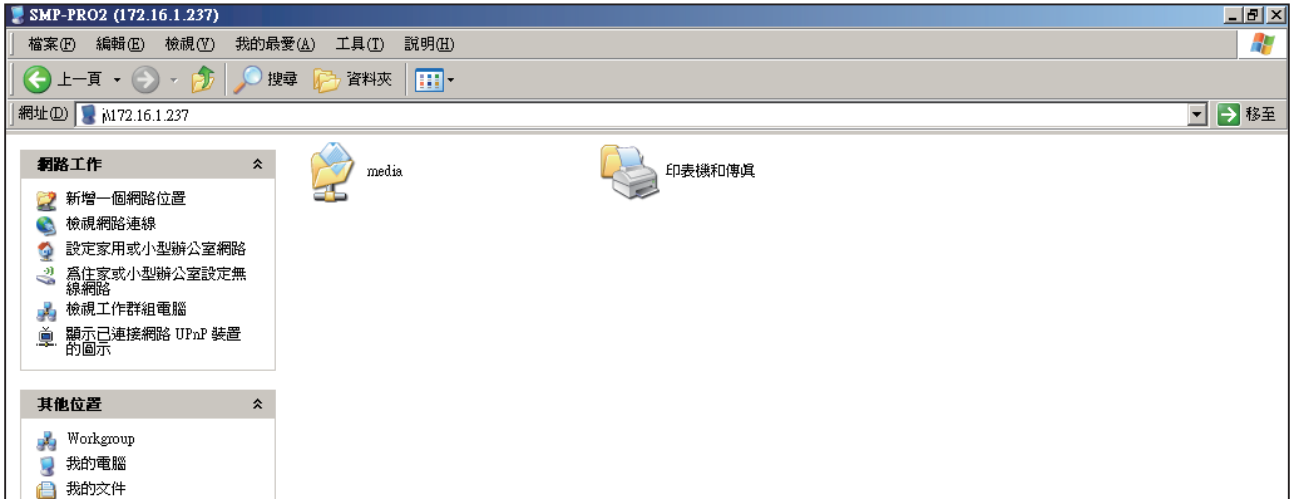 SMP-PRO2 (172.16.1.237)
檔案(F) 編輯(E) 檢視(V) 我的最愛(A) 工具(T) 說明(H)
上一頁 搜尋 資料夾
網址(D) \\172.16.1.237 移至
網路工作
media
印表機和傳真
新增一個網路位置
檢視網路連線
設定家用或小型辦公室網路
為住家或小型辦公室設定無
線網路
檢視工作群組電腦
顯示已連接網路 UPnP 裝置
的圖示
其他位置
Workgroup
我的電腦
我的文件